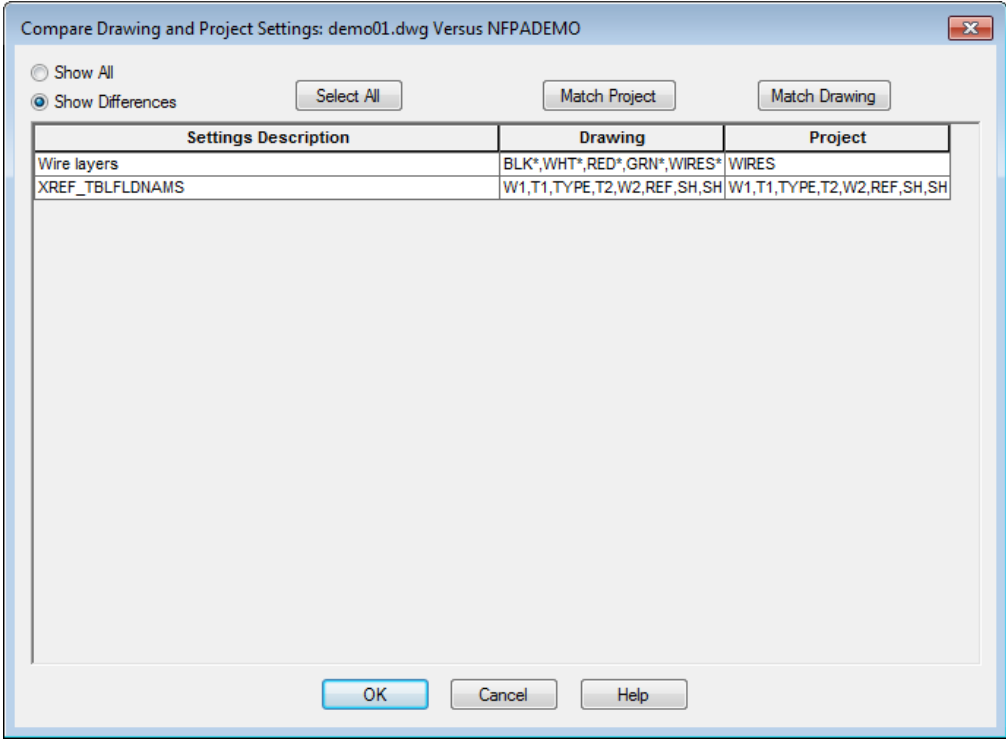 Compare Drawing and Project Settings: demo01.dwg Versus NFPADEMO
Show All
Show Differences
Select All
Match Project
Match Drawing
Settings Description Drawing Project
Wire layers BLK*,WHT*,RED*,GRN*,WIRES* WIRES
XREF_TBLFLDNAMS W1,T1,TYPE,T2,W2,REF,SH,SH W1,T1,TYPE,T2,W2,REF,SH,SH
OK Cancel Help